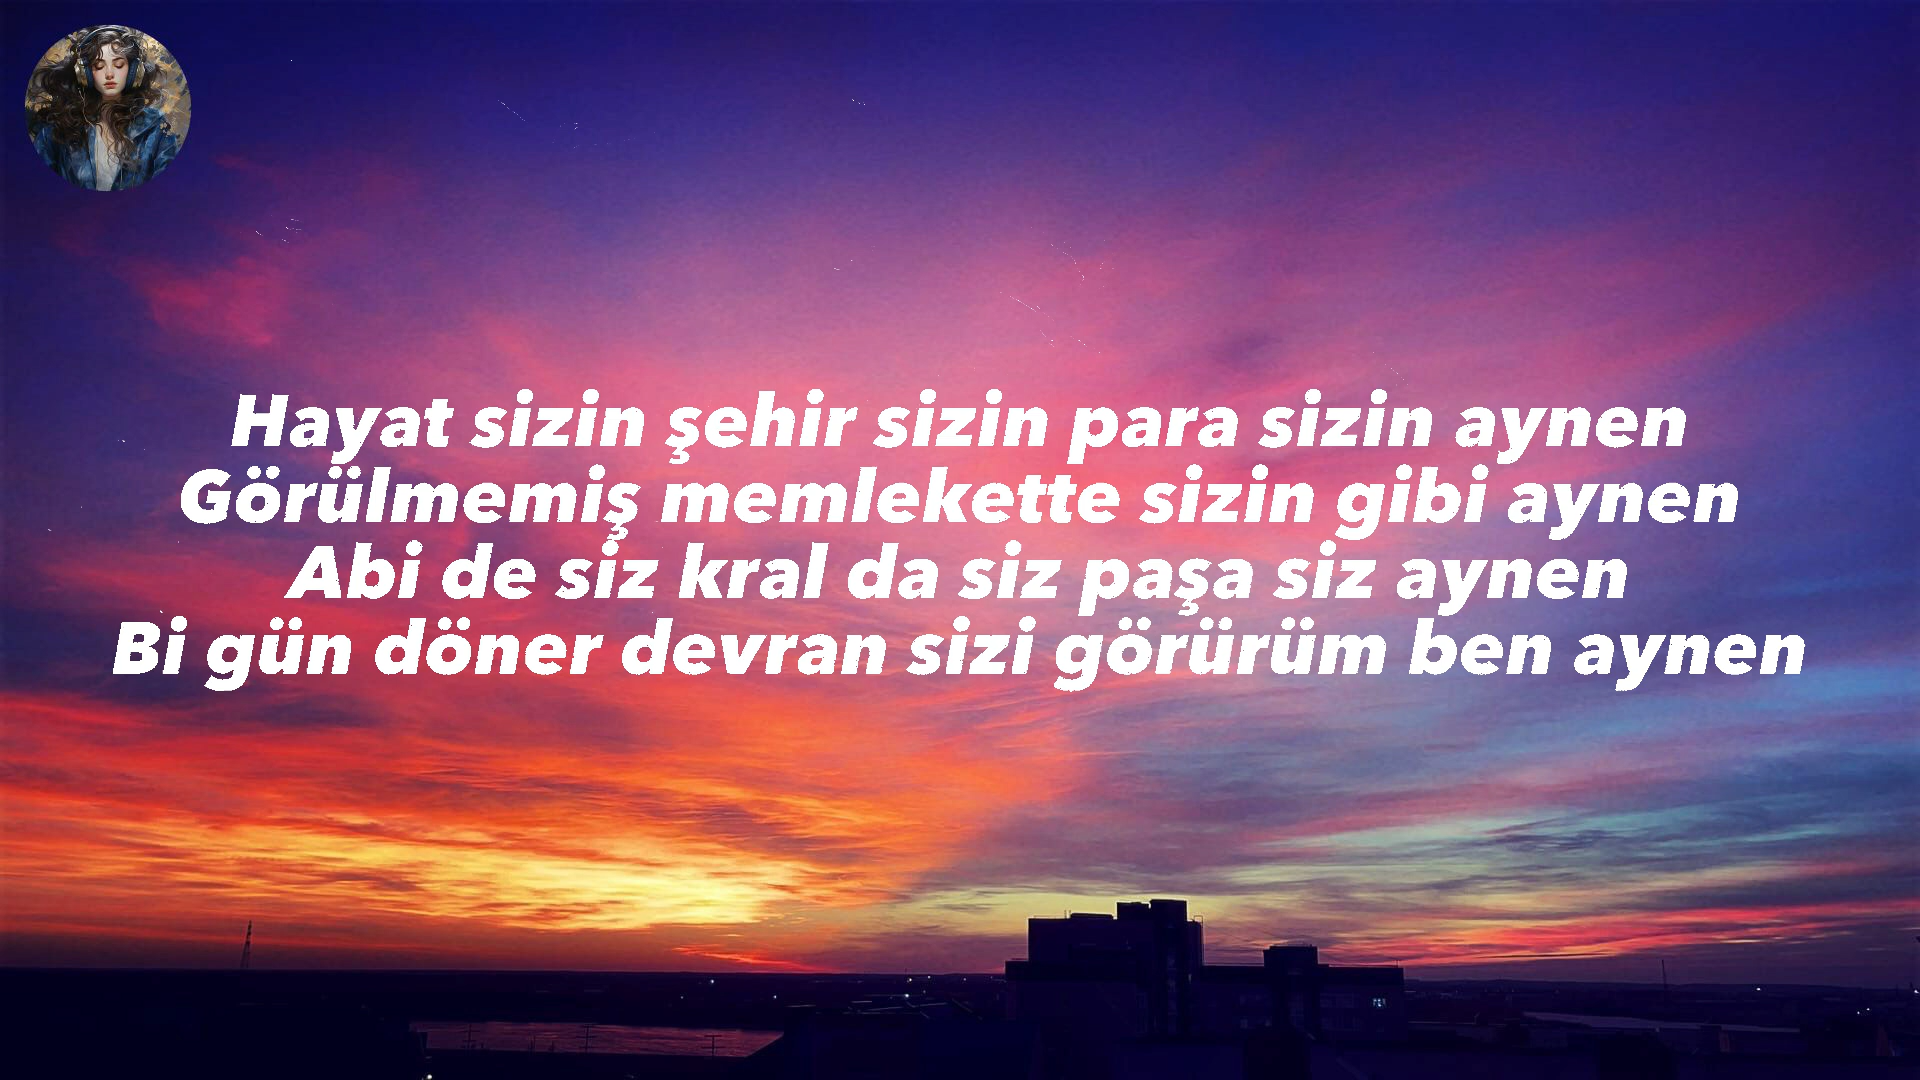 Hayat sizin şehir sizin para sizin aynen
Görülmemiş memlekette sizin gibi aynen
Abi de siz kral da siz paşa siz aynen
Bi gün döner devran sizi görürüm ben aynen